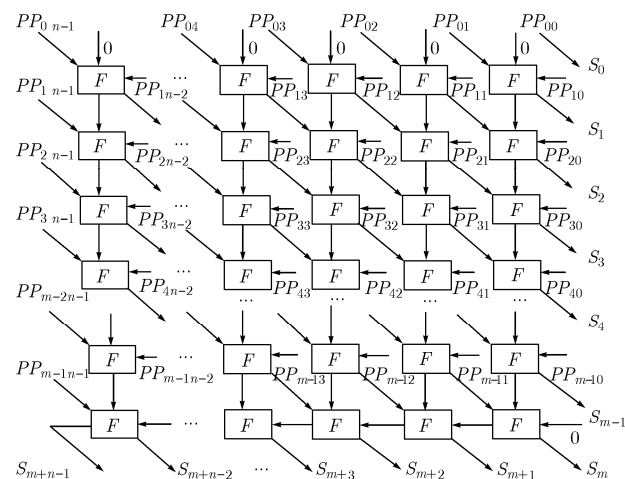 PP₀ ₙ₋₁ PP₀₄ PP₀₃ PP₀₂ PP₀₁ PP₀₀
0 0 0 0 0 S₀
F ... F F F F
PP₁ₙ₋₂ PP₁₃ PP₁₂ PP₁₁ PP₁₀
PP₁ ₙ₋₁ S₁
F ... F F F F
PP₂ₙ₋₂ PP₂₃ PP₂₂ PP₂₁ PP₂₀
PP₂ ₙ₋₁ S₂
F ... F F F F
PP₃ₙ₋₂ PP₃₃ PP₃₂ PP₃₁ PP₃₀
PP₃ ₙ₋₁ S₃
F ... F F F F
PP₄ₙ₋₂ PP₄₃ PP₄₂ PP₄₁ PP₄₀
PPₘ₋₂ₙ₋₁ ... ... ... ... S₄
F ... F F F F
PPₘ₋₁ₙ₋₂ PPₘ₋₁₃ PPₘ₋₁₂ PPₘ₋₁₁ PPₘ₋₁₀
PPₘ₋₁ₙ₋₁ Sₘ₋₁
F ... F F F F 0
Sₘ₊ₙ₋₁ Sₘ₊ₙ₋₂ ... Sₘ₊₃ Sₘ₊₂ Sₘ₊₁ Sₘ